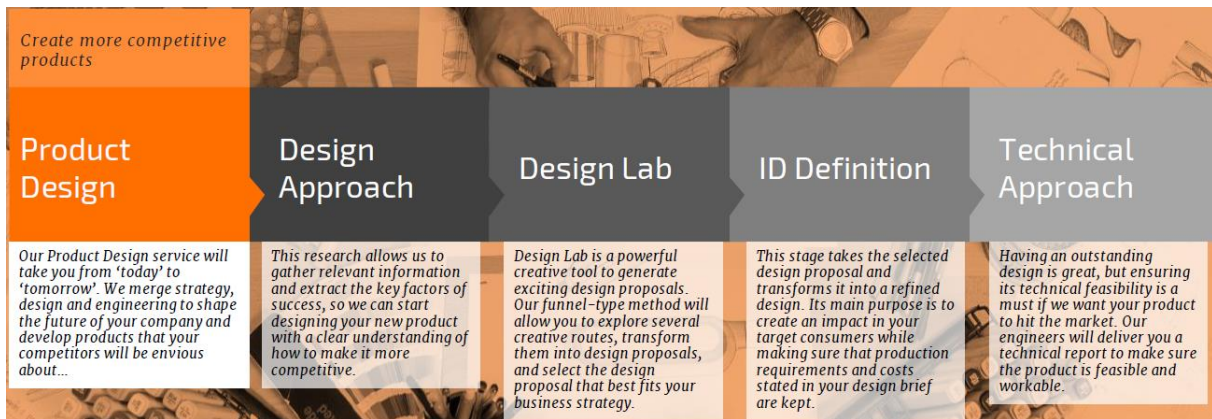 Create more competitive
products
Product
Design
Design
Approach
Design Lab
ID Definition
Technical
Approach
Our Product Design service will
take you from ‘today’ to
‘tomorrow’. We merge strategy,
design and engineering to shape
the future of your company and
develop products that your
competitors will be envious
about...
This research allows us to
gather relevant information
and extract the key factors of
success, so we can start
designing your new product
with a clear understanding of
how to make it more
competitive.
Design Lab is a powerful
creative tool to generate
exciting design proposals.
Our funnel-type method will
allow you to explore several
creative routes, transform
them into design proposals,
and select the design
proposal that best fits your
business strategy.
This stage takes the selected
design proposal and
transforms it into a refined
design. Its main purpose is to
create an impact in your
target consumers while
making sure that production
requirements and costs
stated in your design brief
are kept.
Having an outstanding
design is great, but ensuring
its technical feasibility is a
must if we want your product
to hit the market. Our
engineers will deliver you a
technical report to make sure
the product is feasible and
workable.